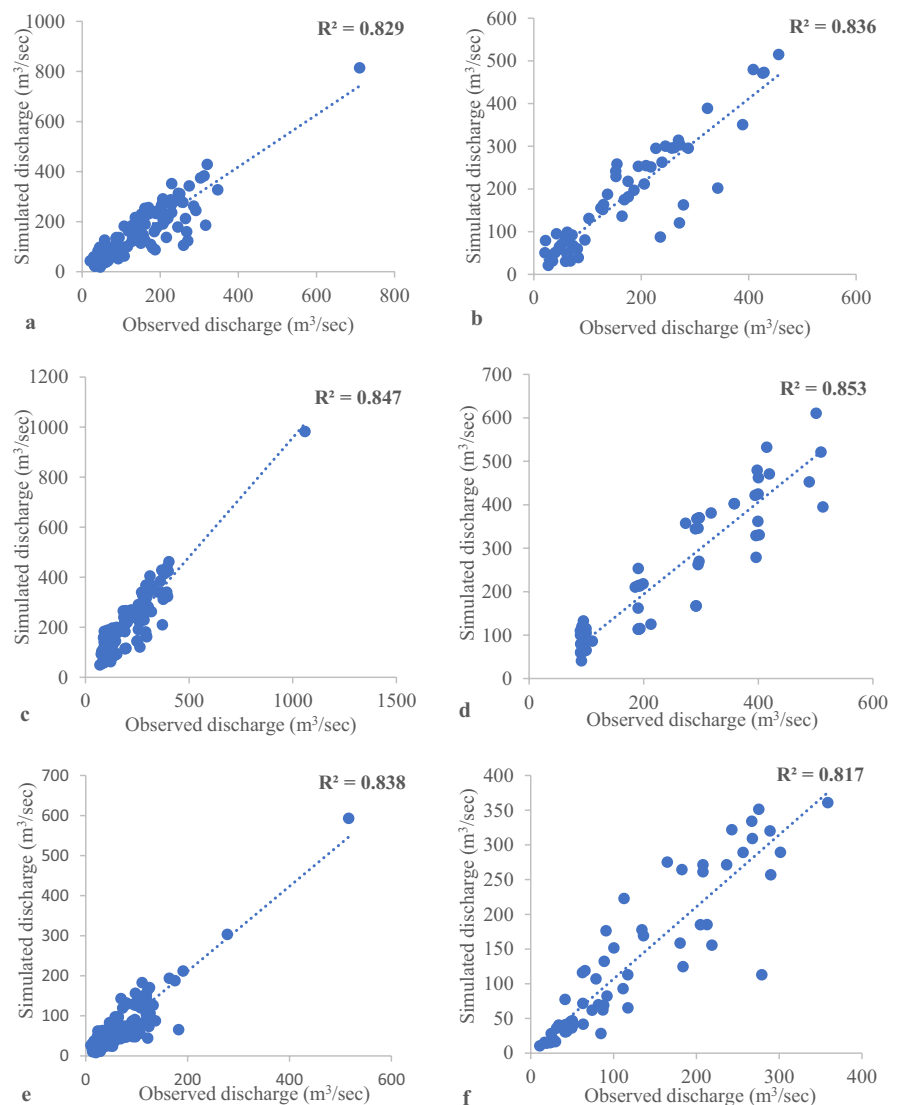 1000
R² = 0.829
800
600
400
200
0
0 200 400 600 800
Simulated discharge (m³/sec)
Observed discharge (m³/sec)
a
600
R² = 0.836
500
400
300
200
100
0
0 200 400 600
Simulated discharge (m³/sec)
Observed discharge (m³/sec)
b
1200
R² = 0.847
1000
800
600
400
200
0
0 500 1000 1500
Simulated discharge (m³/sec)
Observed discharge (m³/sec)
c
700
R² = 0.853
600
500
400
300
200
100
0
0 200 400 600
Simulated discharge (m³/sec)
Observed discharge (m³/sec)
d
700
R² = 0.838
600
500
400
300
200
100
0
0 200 400 600
Simulated discharge (m³/sec)
Observed discharge (m³/sec)
e
400
R² = 0.817
350
300
250
200
150
100
50
0
0 100 200 300 400
Simulated discharge (m³/sec)
Observed discharge (m³/sec)
f